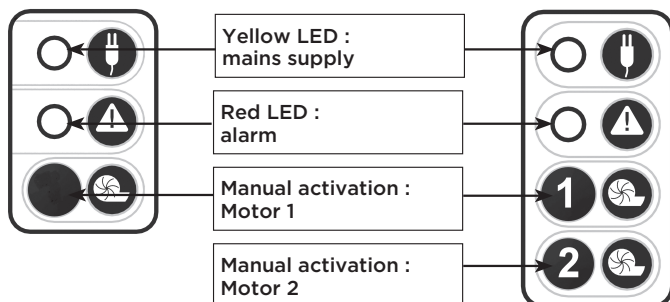 Yellow LED :
mains supply
Red LED :
alarm
Manual activation :
Motor 1
1
Manual activation :
Motor 2
2